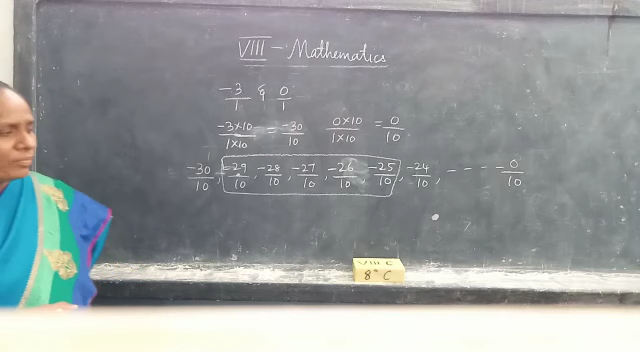 VIII - Mathematics
-3/1 & 0/1
-3×10/1×10 = -30/10 0×10/1×10 = 0/10
-30/10, -29/10, -28/10, -27/10, -26/10, -25/10, -24/10, - - - - 0/10
VIII C
8° C